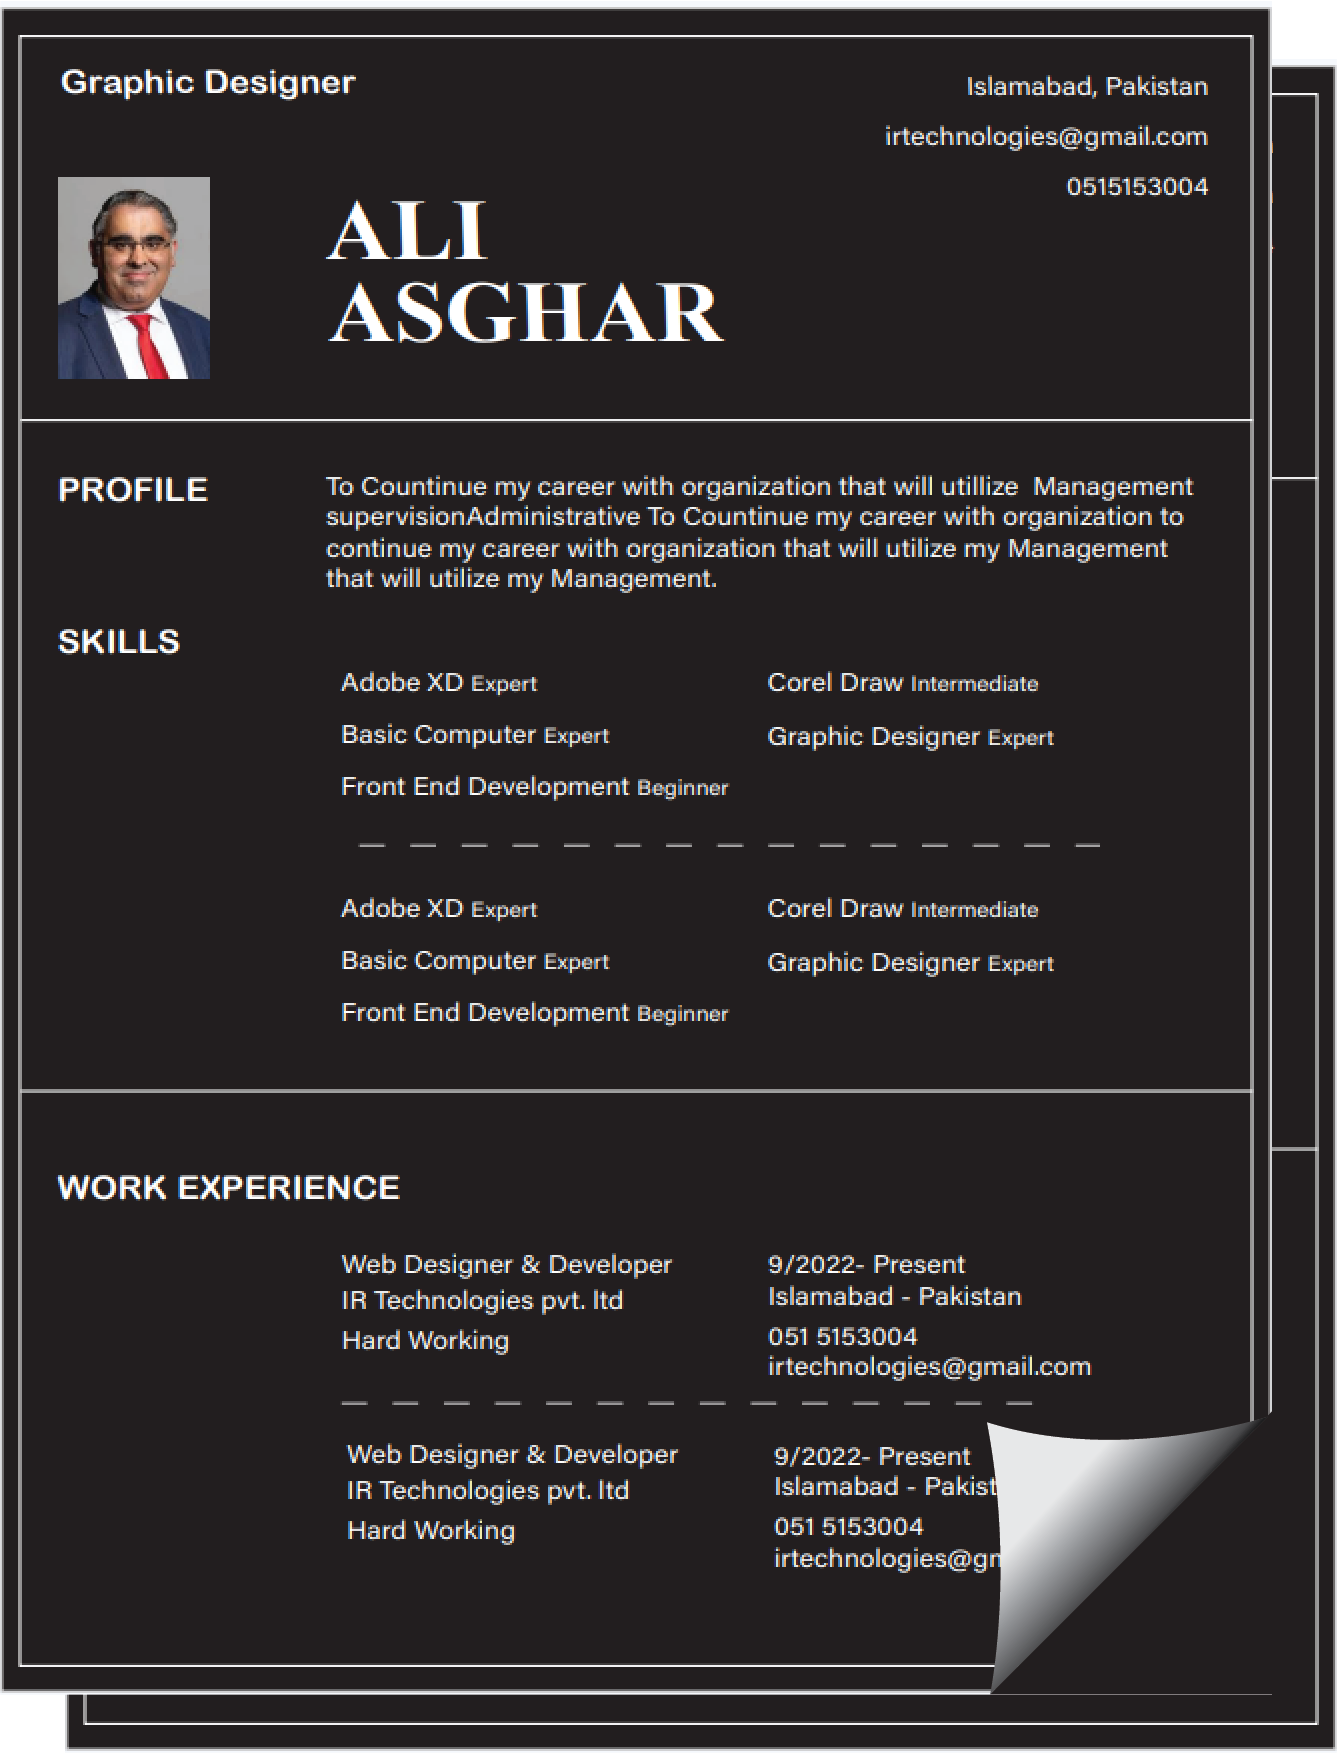 Graphic Designer
Islamabad, Pakistan
irtechnologies@gmail.com
0515153004
ALI
ASGHAR
PROFILE
To Countinue my career with organization that will utillize Management
supervisionAdministrative To Countinue my career with organization to
continue my career with organization that will utilize my Management
that will utilize my Management.
SKILLS
Adobe XD Expert
Corel Draw Intermediate
Basic Computer Expert
Graphic Designer Expert
Front End Development Beginner
Adobe XD Expert
Corel Draw Intermediate
Basic Computer Expert
Graphic Designer Expert
Front End Development Beginner
WORK EXPERIENCE
Web Designer & Developer
9/2022- Present
IR Technologies pvt. ltd
Islamabad - Pakistan
Hard Working
051 5153004
irtechnologies@gmail.com
Web Designer & Developer
9/2022- Present
IR Technologies pvt. ltd
Islamabad - Pakist
Hard Working
051 5153004
irtechnologies@gm